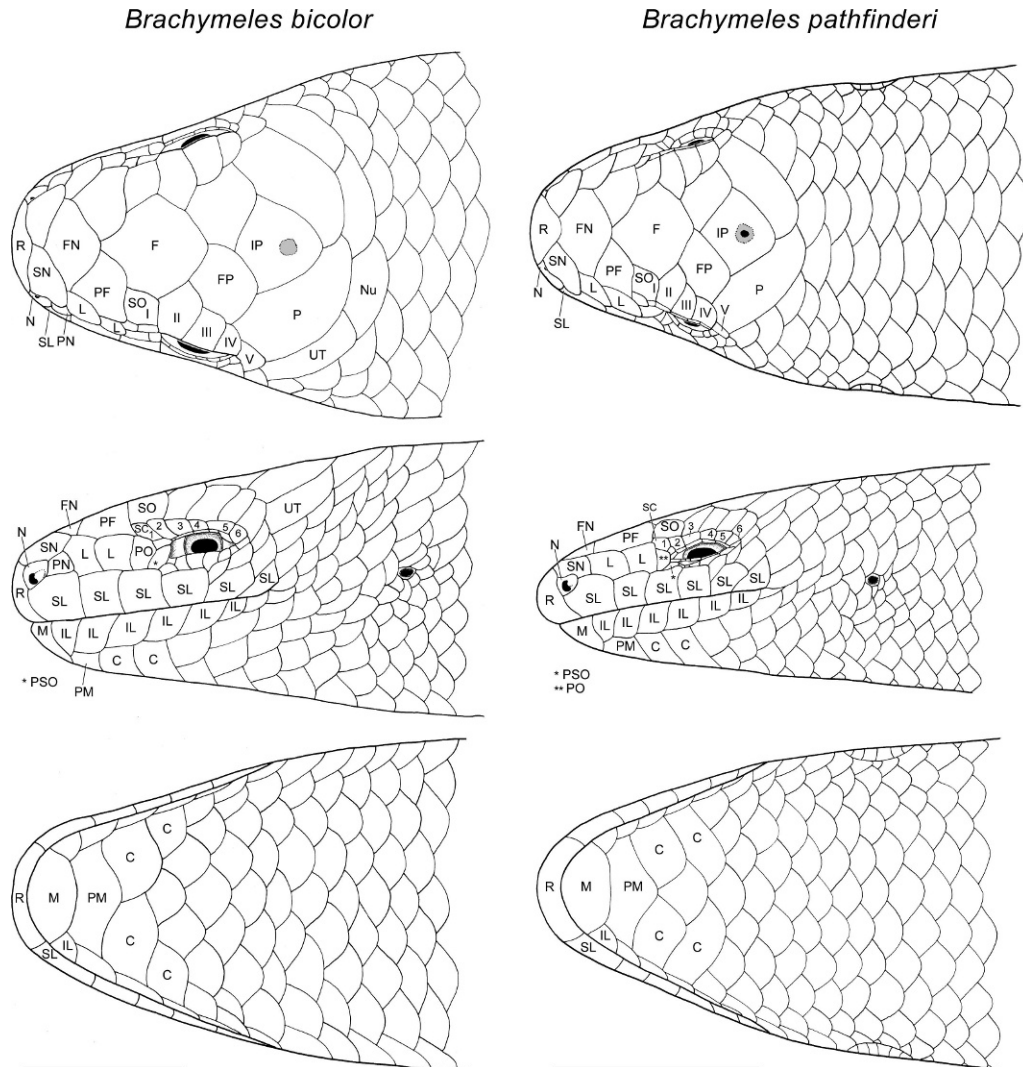 Brachymeles bicolor
Brachymeles pathfinderi
R FN F IP
SN FP Nu
PF SO P
L I II
N L III IV UT
SL PN V
R FN F IP
SN PF SO FP
N L L I II P
SL III IV V
FN PF SO UT
N SN L L SC 1 2 3 4 5 6
PN PO
R SL SL SL SL SL SL *
M IL IL IL IL IL IL
C C
* PSO PM
SC
FN PF SO 3 6
N SN L L 1 2 4 5
**
R SL SL SL SL SL SL *
M IL IL IL IL IL IL
PM C C
* PSO
** PO
C C
R M PM
C
IL
SL C
C C
R M PM
IL C C
SL